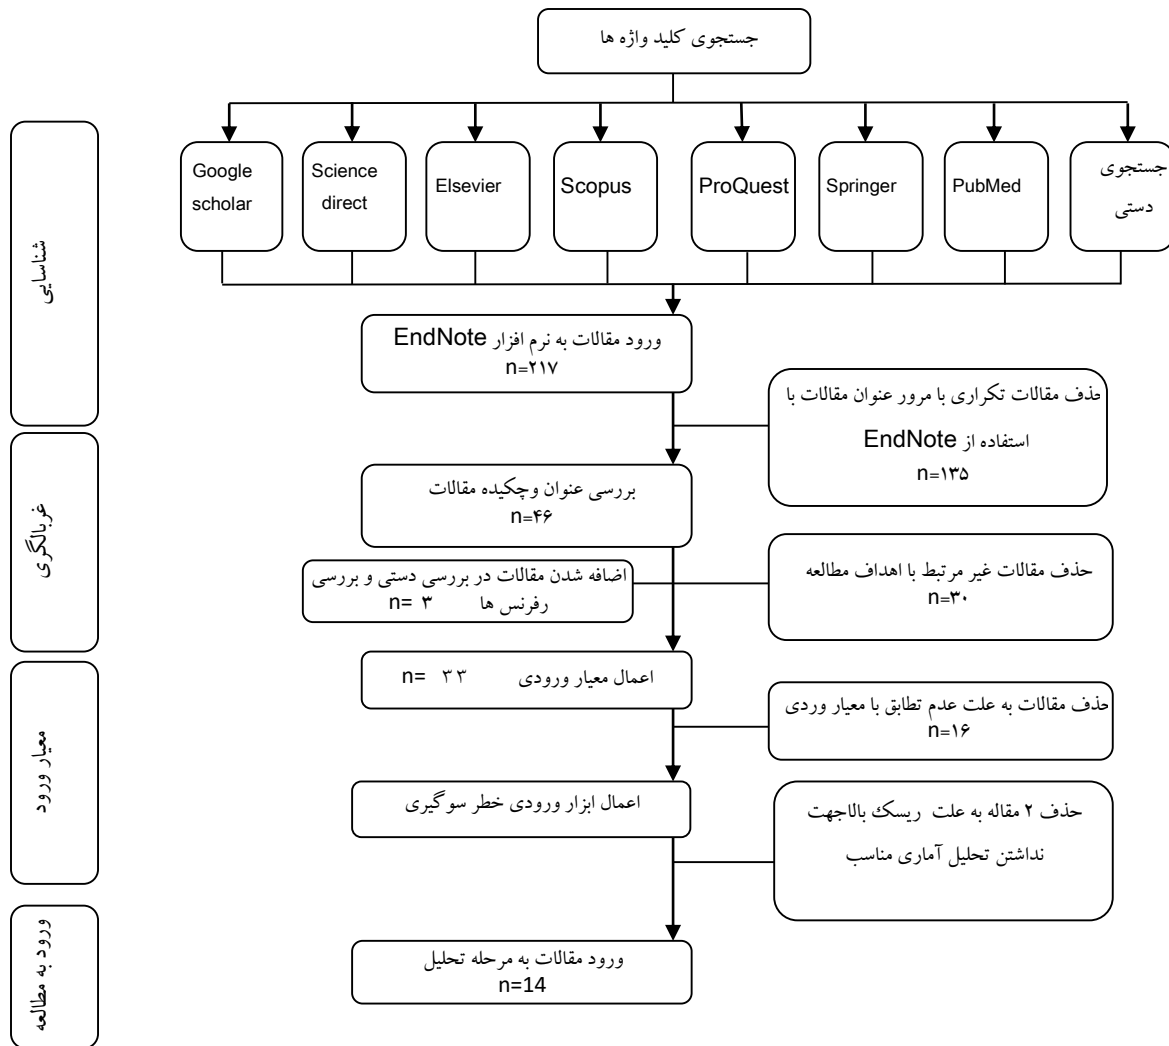 جستجوی کلید واژه ها
Google
scholar
Science
direct
Elsevier
Scopus
ProQuest
Springer
PubMed
جستجوی
دستی
شناسایی
ورود مقالات به نرم افزار EndNote
n=۲۱۷
حذف مقالات تکراری با مرور عنوان مقالات با
استفاده از EndNote
n=۱۳۵
غربالگری
بررسی عنوان وچکیده مقالات
n=۴۶
اضافه شدن مقالات در بررسی دستی و بررسی
رفرنس ها n= ۳
حذف مقالات غیر مرتبط با اهداف مطالعه
n=۳۰
معیار ورود
اعمال معیار ورودی n= ۳۳
حذف مقالات به علت عدم تطابق با معیار وردی
n=۱۶
اعمال ابزار ورودی خطر سوگیری
حذف ۲ مقاله به علت ریسک بالاجهت
نداشتن تحلیل آماری مناسب
ورود به مطالعه
ورود مقالات به مرحله تحلیل
n=14